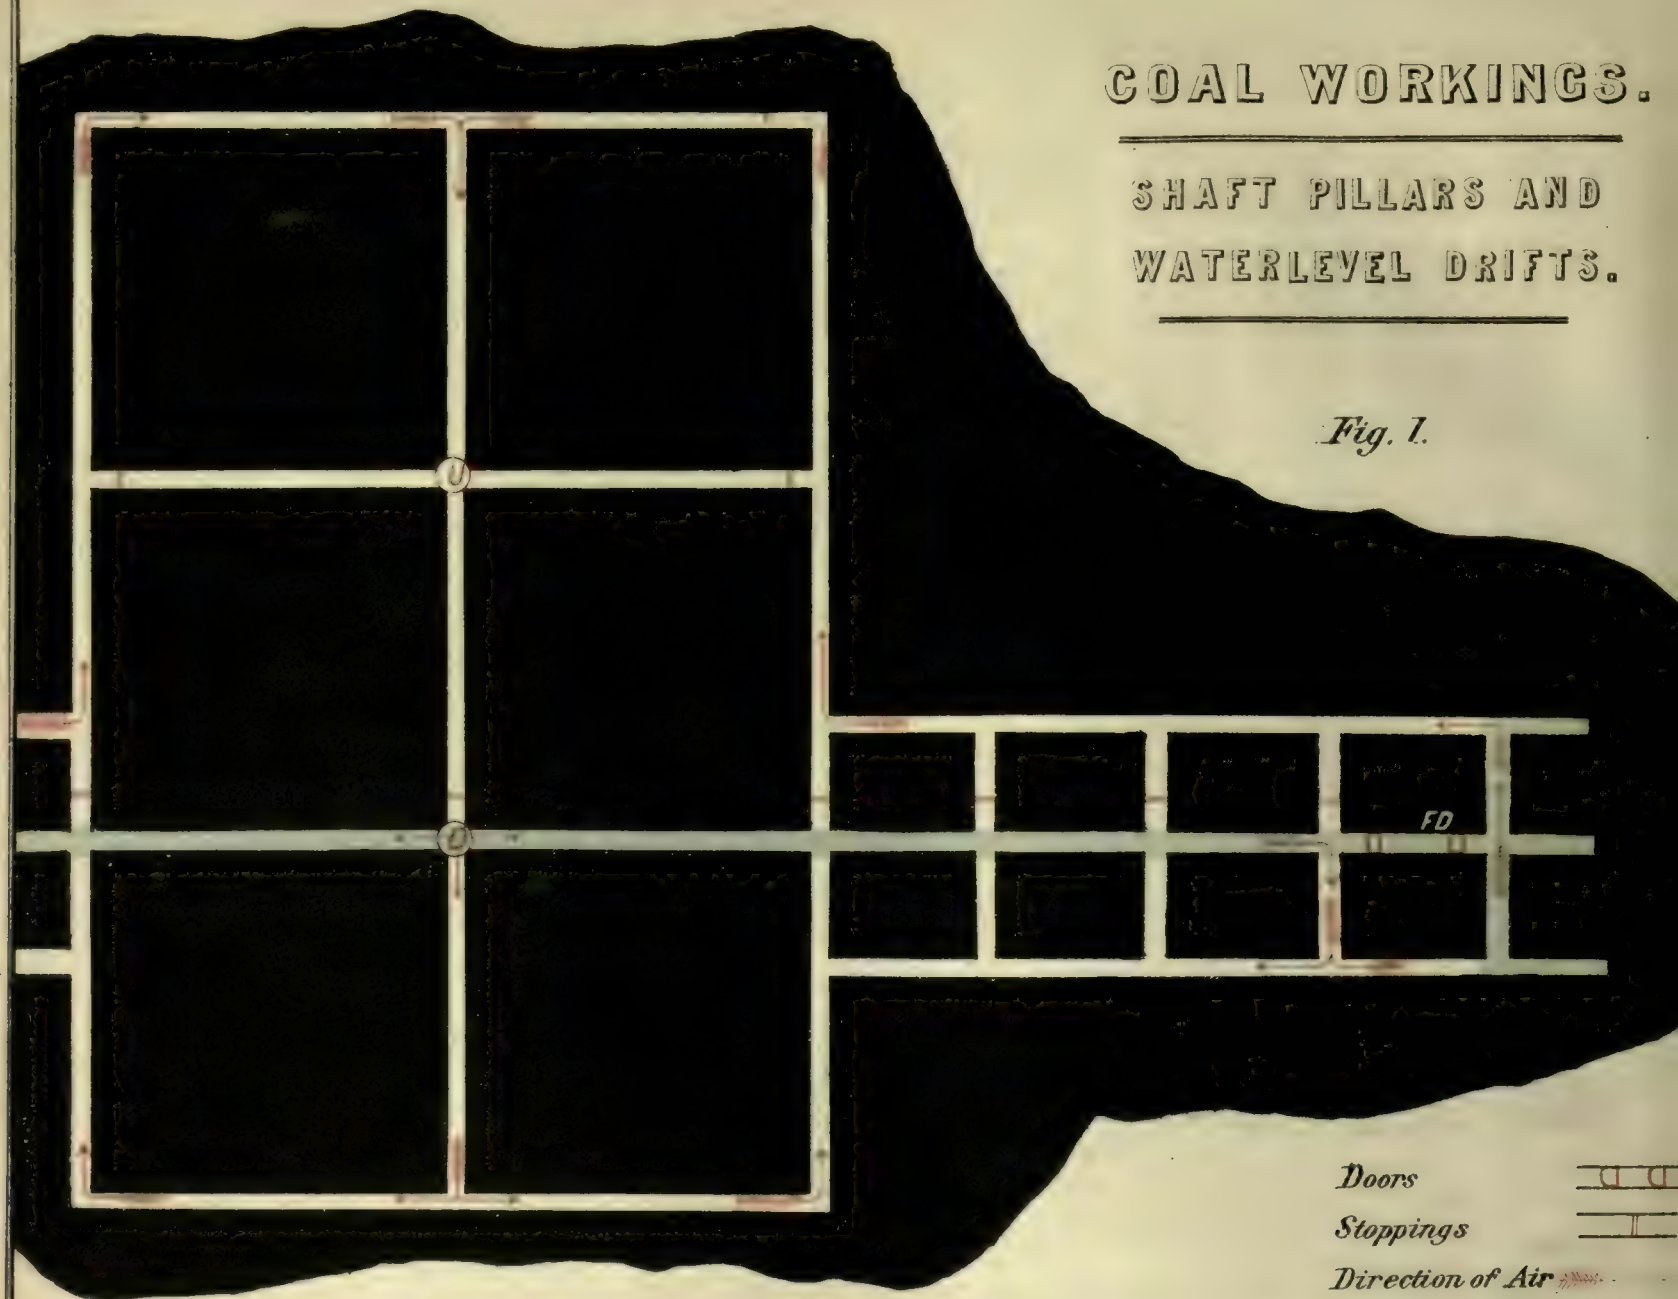 COAL WORKINGS.
SHAFT PILLARS AND
WATERLEVEL DRIFTS.
Fig. 1.
U
D
FD
Doors
Stoppings
Direction of Air